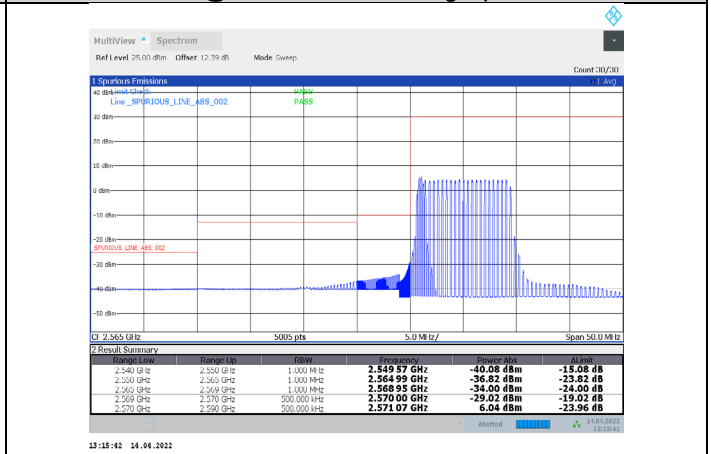 MultiView Spectrum
Ref Level 25.00 dBm Offset 12.39 dB Mode Sweep
Count 30/30
1 Spurious Emissions 1 Avg
40 dBm Limit Check PASS
Line _SPURIOUS_LINE_ABS_002 PASS
30 dBm
20 dBm
10 dBm
0 dBm
-10 dBm
-20 dBm
_SPURIOUS_LINE_ABS_002
-30 dBm
-40 dBm
-50 dBm
CF 2.565 GHz 5005 pts 5.0 MHz/ Span 50.0 MHz
2 Result Summary
Range Low Range Up RBW Frequency Power Abs ΔLimit
2.540 GHz 2.550 GHz 1.000 MHz 2.549 57 GHz -40.08 dBm -15.08 dB
2.550 GHz 2.565 GHz 1.000 MHz 2.564 99 GHz -36.82 dBm -23.82 dB
2.565 GHz 2.569 GHz 1.000 MHz 2.568 95 GHz -34.00 dBm -24.00 dB
2.569 GHz 2.570 GHz 500.000 kHz 2.570 00 GHz -29.02 dBm -19.02 dB
2.570 GHz 2.590 GHz 500.000 kHz 2.571 07 GHz 6.04 dBm -23.96 dB
Aborted 14.04.2022
13:15:41
13:15:42 14.04.2022